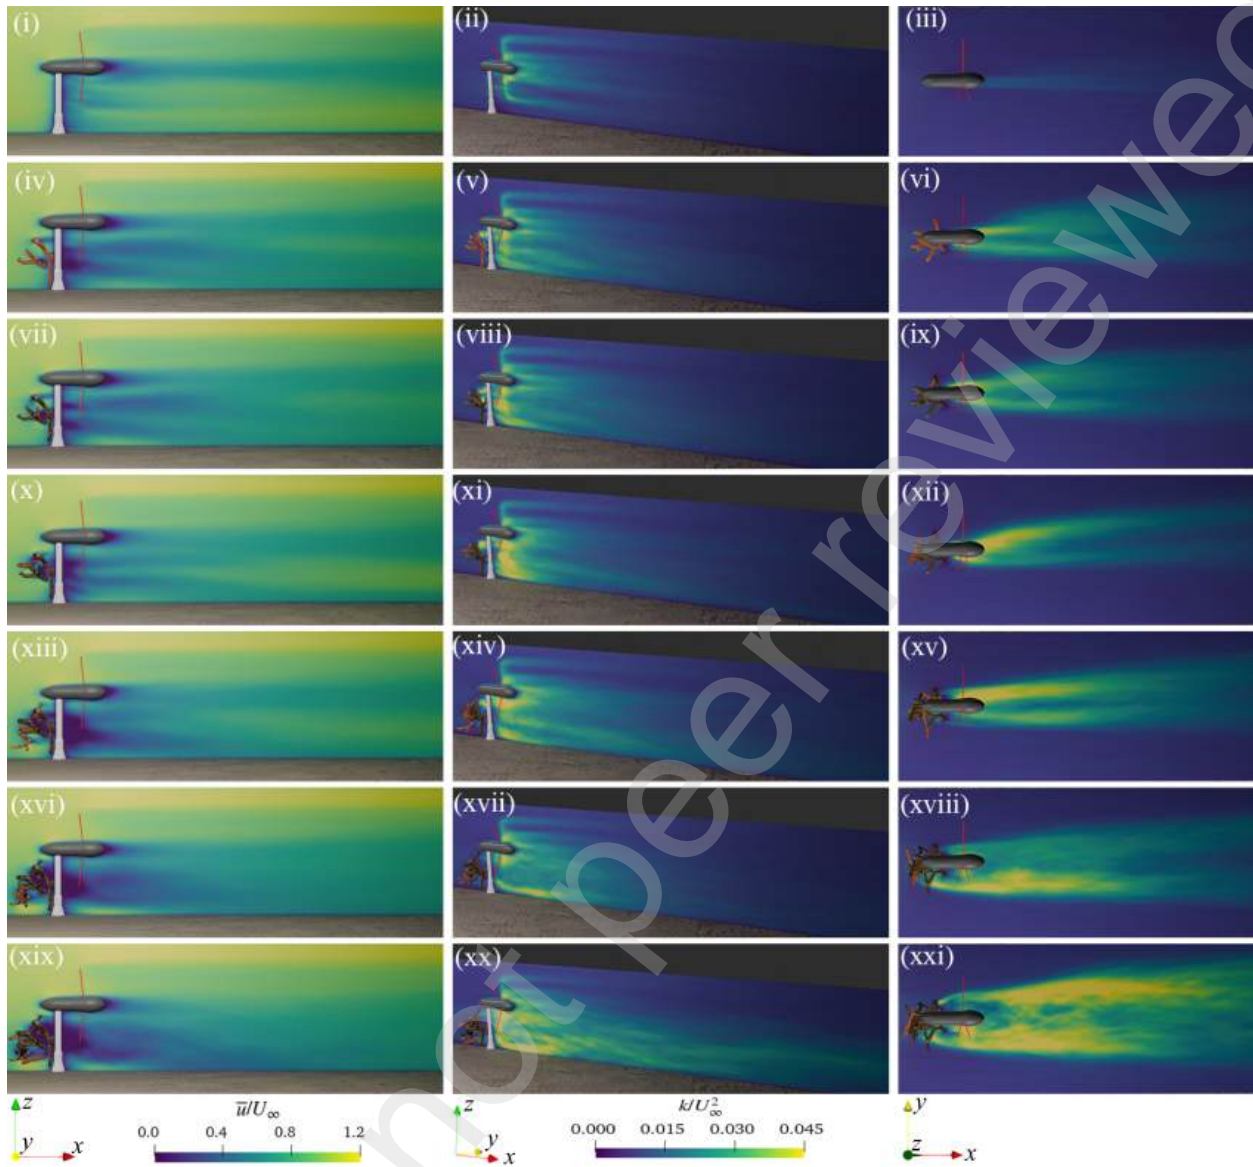 (i) (ii) (iii)
(iv) (v) (vi)
(vii) (viii) (ix)
(x) (xi) (xii)
(xiii) (xiv) (xv)
(xvi) (xvii) (xviii)
(xix) (xx) (xxi)
z y x
u̅/U∞
0.0 0.4 0.8 1.2
z y x
k/U²∞
0.000 0.015 0.030 0.045
y z x
not peer reviewed